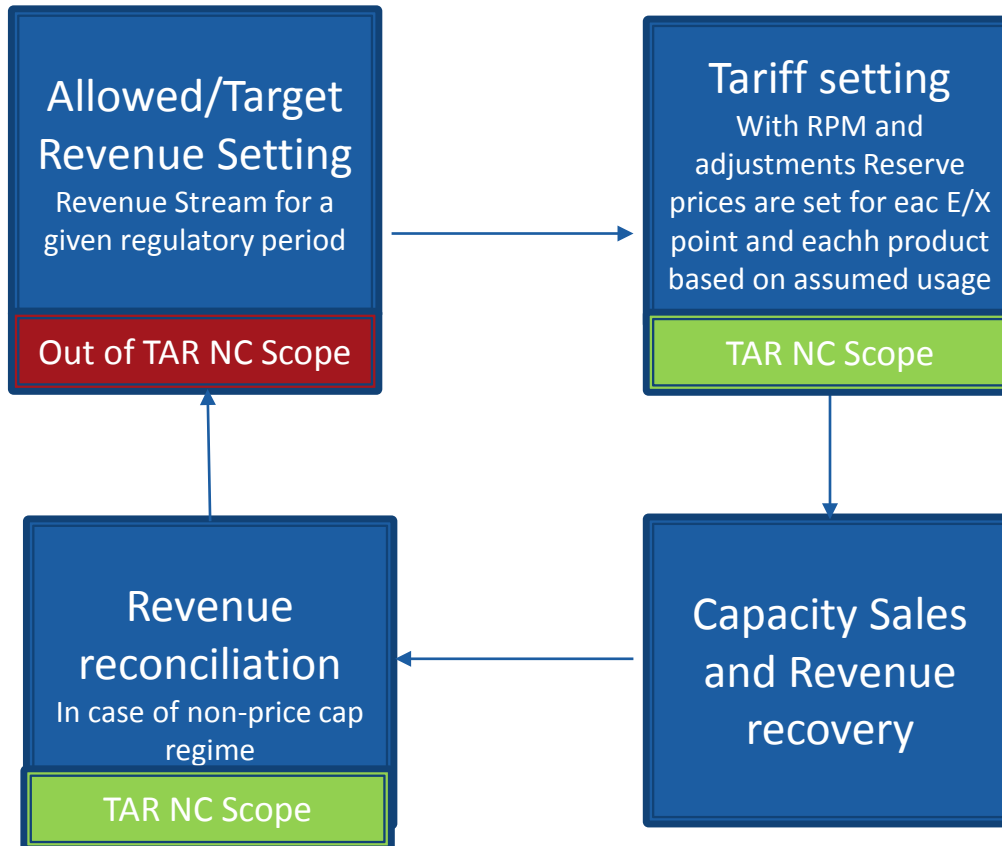 Allowed/Target
Revenue Setting
Revenue Stream for a
given regulatory period
Out of TAR NC Scope
Tariff setting
With RPM and
adjustments Reserve
prices are set for eac E/X
point and eachh product
based on assumed usage
TAR NC Scope
Revenue
reconciliation
In case of non-price cap
regime
TAR NC Scope
Capacity Sales
and Revenue
recovery